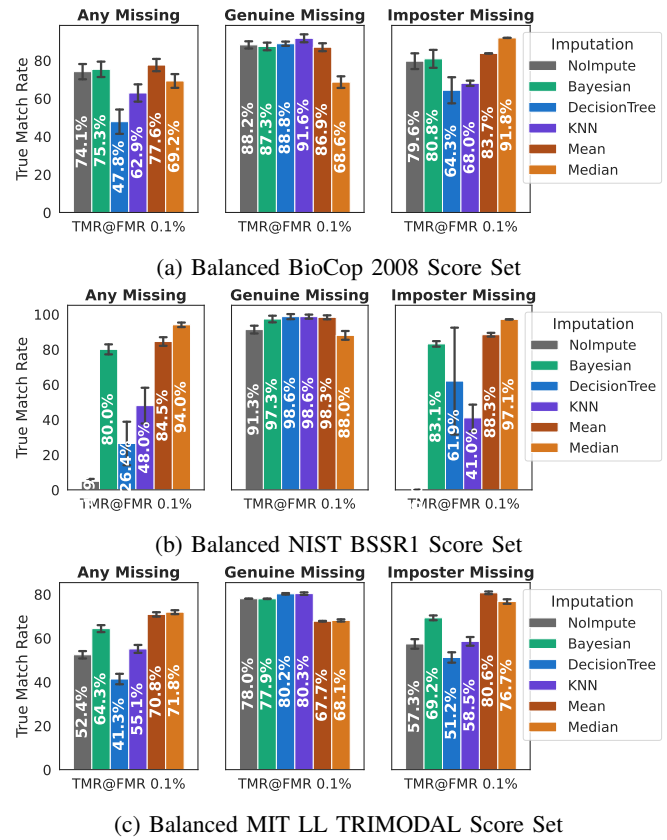 Any Missing Genuine Missing Imposter Missing
True Match Rate
80
60
40
20
0
74.1% 75.3% 47.8% 62.9% 77.6% 69.2%
88.2% 87.3% 88.8% 91.6% 86.9% 68.6%
79.6% 80.8% 64.3% 68.0% 83.7% 91.8%
TMR@FMR 0.1% TMR@FMR 0.1% TMR@FMR 0.1%
Imputation
NoImpute
Bayesian
DecisionTree
KNN
Mean
Median
(a) Balanced BioCop 2008 Score Set
Any Missing Genuine Missing Imposter Missing
True Match Rate
100
80
60
40
20
0
80.0% 26.4% 48.0% 84.5% 94.0%
91.3% 97.3% 98.6% 98.6% 98.3% 88.0%
83.1% 61.9% 41.0% 88.3% 97.1%
TMR@FMR 0.1% TMR@FMR 0.1% TMR@FMR 0.1%
Imputation
NoImpute
Bayesian
DecisionTree
KNN
Mean
Median
(b) Balanced NIST BSSR1 Score Set
Any Missing Genuine Missing Imposter Missing
True Match Rate
80
60
40
20
0
52.4% 64.3% 41.3% 55.1% 70.8% 71.8%
78.0% 77.9% 80.2% 80.3% 67.7% 68.1%
57.3% 69.2% 51.2% 58.5% 80.6% 76.7%
TMR@FMR 0.1% TMR@FMR 0.1% TMR@FMR 0.1%
Imputation
NoImpute
Bayesian
DecisionTree
KNN
Mean
Median
(c) Balanced MIT LL TRIMODAL Score Set